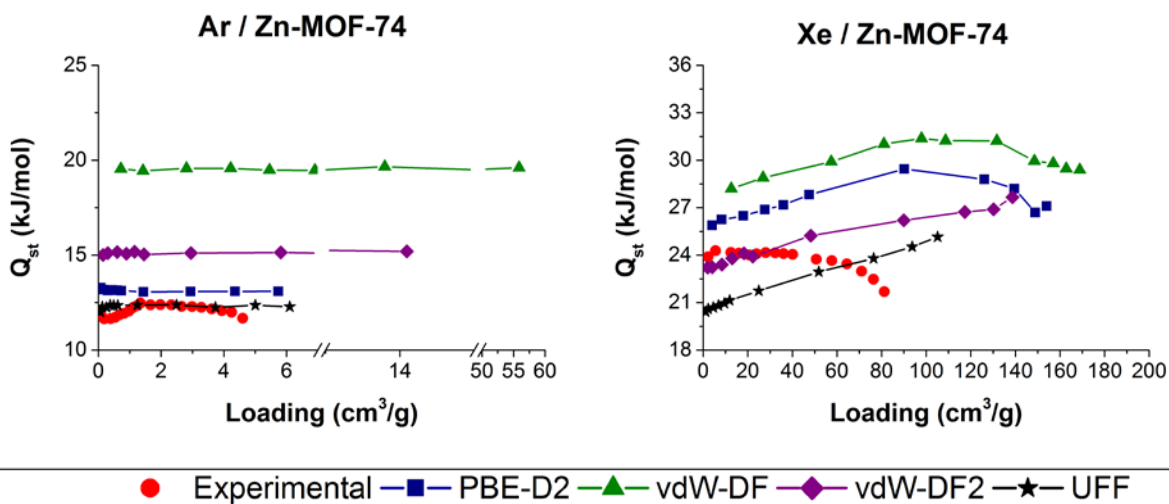 Ar / Zn-MOF-74
25
20
15
10
Qst (kJ/mol)
0 2 4 6 14 50 55 60
Loading (cm³/g)
Xe / Zn-MOF-74
36
33
30
27
24
21
18
Qst (kJ/mol)
0 20 40 60 80 100 120 140 160 180 200
Loading (cm³/g)
Experimental PBE-D2 vdW-DF vdW-DF2 UFF